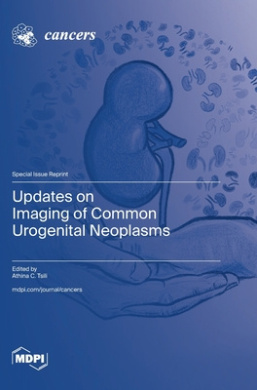 cancers
Special Issue Reprint
Updates on
Imaging of Common
Urogenital Neoplasms
Edited by
Athina C. Tsili
mdpi.com/journal/cancers
MDPI